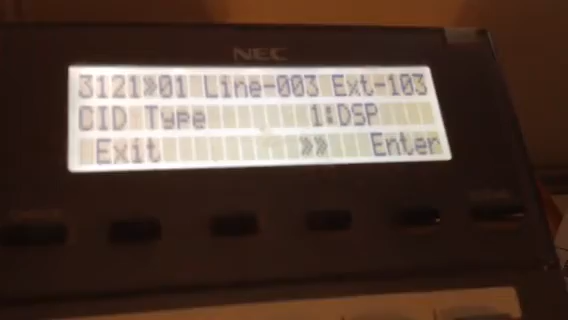 NEC
3121»01 Line-003 Ext-103
CID Type 1:DSP
Exit »» Enter